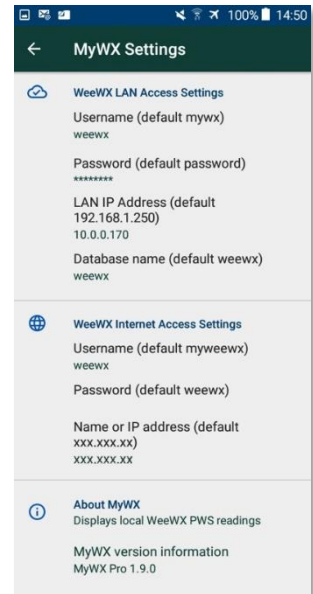 100% 14:50
MyWX Settings
WeeWX LAN Access Settings
Username (default mywx)
weewx
Password (default password)
********
LAN IP Address (default
192.168.1.250)
10.0.0.170
Database name (default weewx)
weewx
WeeWX Internet Access Settings
Username (default myweewx)
weewx
Password (default weewx)
Name or IP address (default
xxx.xxx.xx)
xxx.xxx.xx
About MyWX
Displays local WeeWX PWS readings
MyWX version information
MyWX Pro 1.9.0